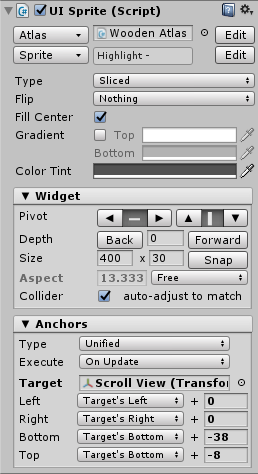 UI Sprite (Script)
Atlas Wooden Atlas Edit
Sprite Highlight - Edit
Type Sliced
Flip Nothing
Fill Center
Gradient Top
Bottom
Color Tint
▼ Widget
Pivot
Depth Back 0 Forward
Size 400 x 30 Snap
Aspect 13.333 Free
Collider auto-adjust to match
▼ Anchors
Type Unified
Execute On Update
Target Scroll View (Transfo
Left Target's Left + 0
Right Target's Right + 0
Bottom Target's Bottom + -38
Top Target's Bottom + -8